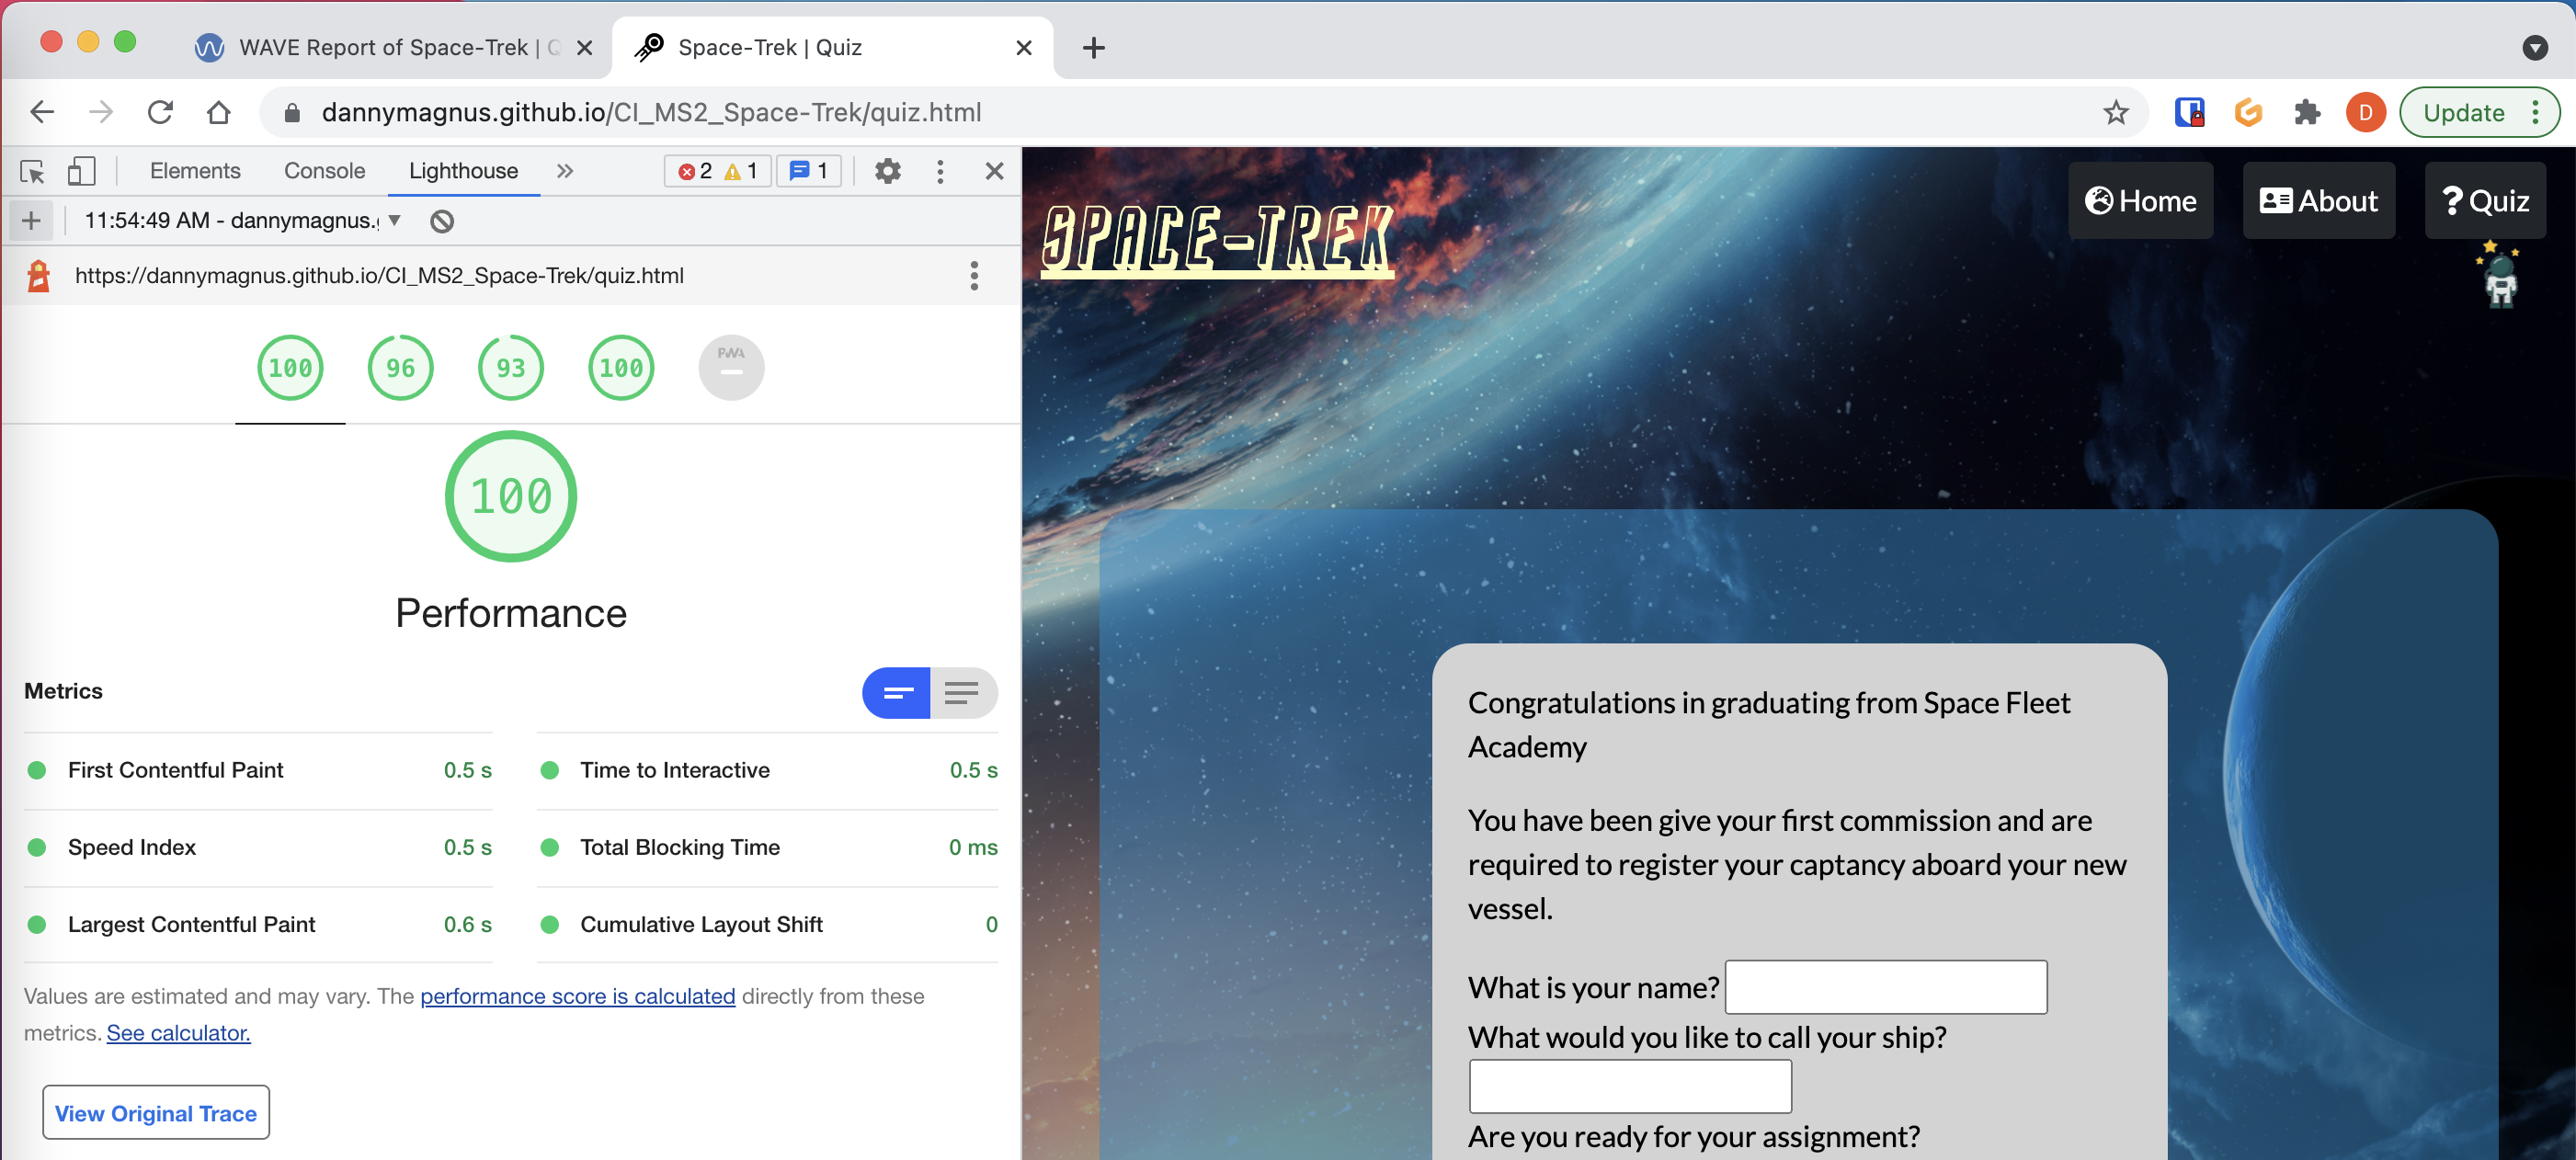 WAVE Report of Space-Trek | Q
Space-Trek | Quiz
dannymagnus.github.io/CI_MS2_Space-Trek/quiz.html
D
Update
Elements
Console
Lighthouse
2
1
1
11:54:49 AM - dannymagnus.
https://dannymagnus.github.io/CI_MS2_Space-Trek/quiz.html
100
96
93
100
PWA
100
Performance
Metrics
First Contentful Paint 0.5 s
Time to Interactive 0.5 s
Speed Index 0.5 s
Total Blocking Time 0 ms
Largest Contentful Paint 0.6 s
Cumulative Layout Shift 0
Values are estimated and may vary. The performance score is calculated directly from these
metrics. See calculator.
View Original Trace
SPACE-TREK
Home
About
Quiz
Congratulations in graduating from Space Fleet
Academy
You have been give your first commission and are
required to register your captancy aboard your new
vessel.
What is your name?
What would you like to call your ship?
Are you ready for your assignment?